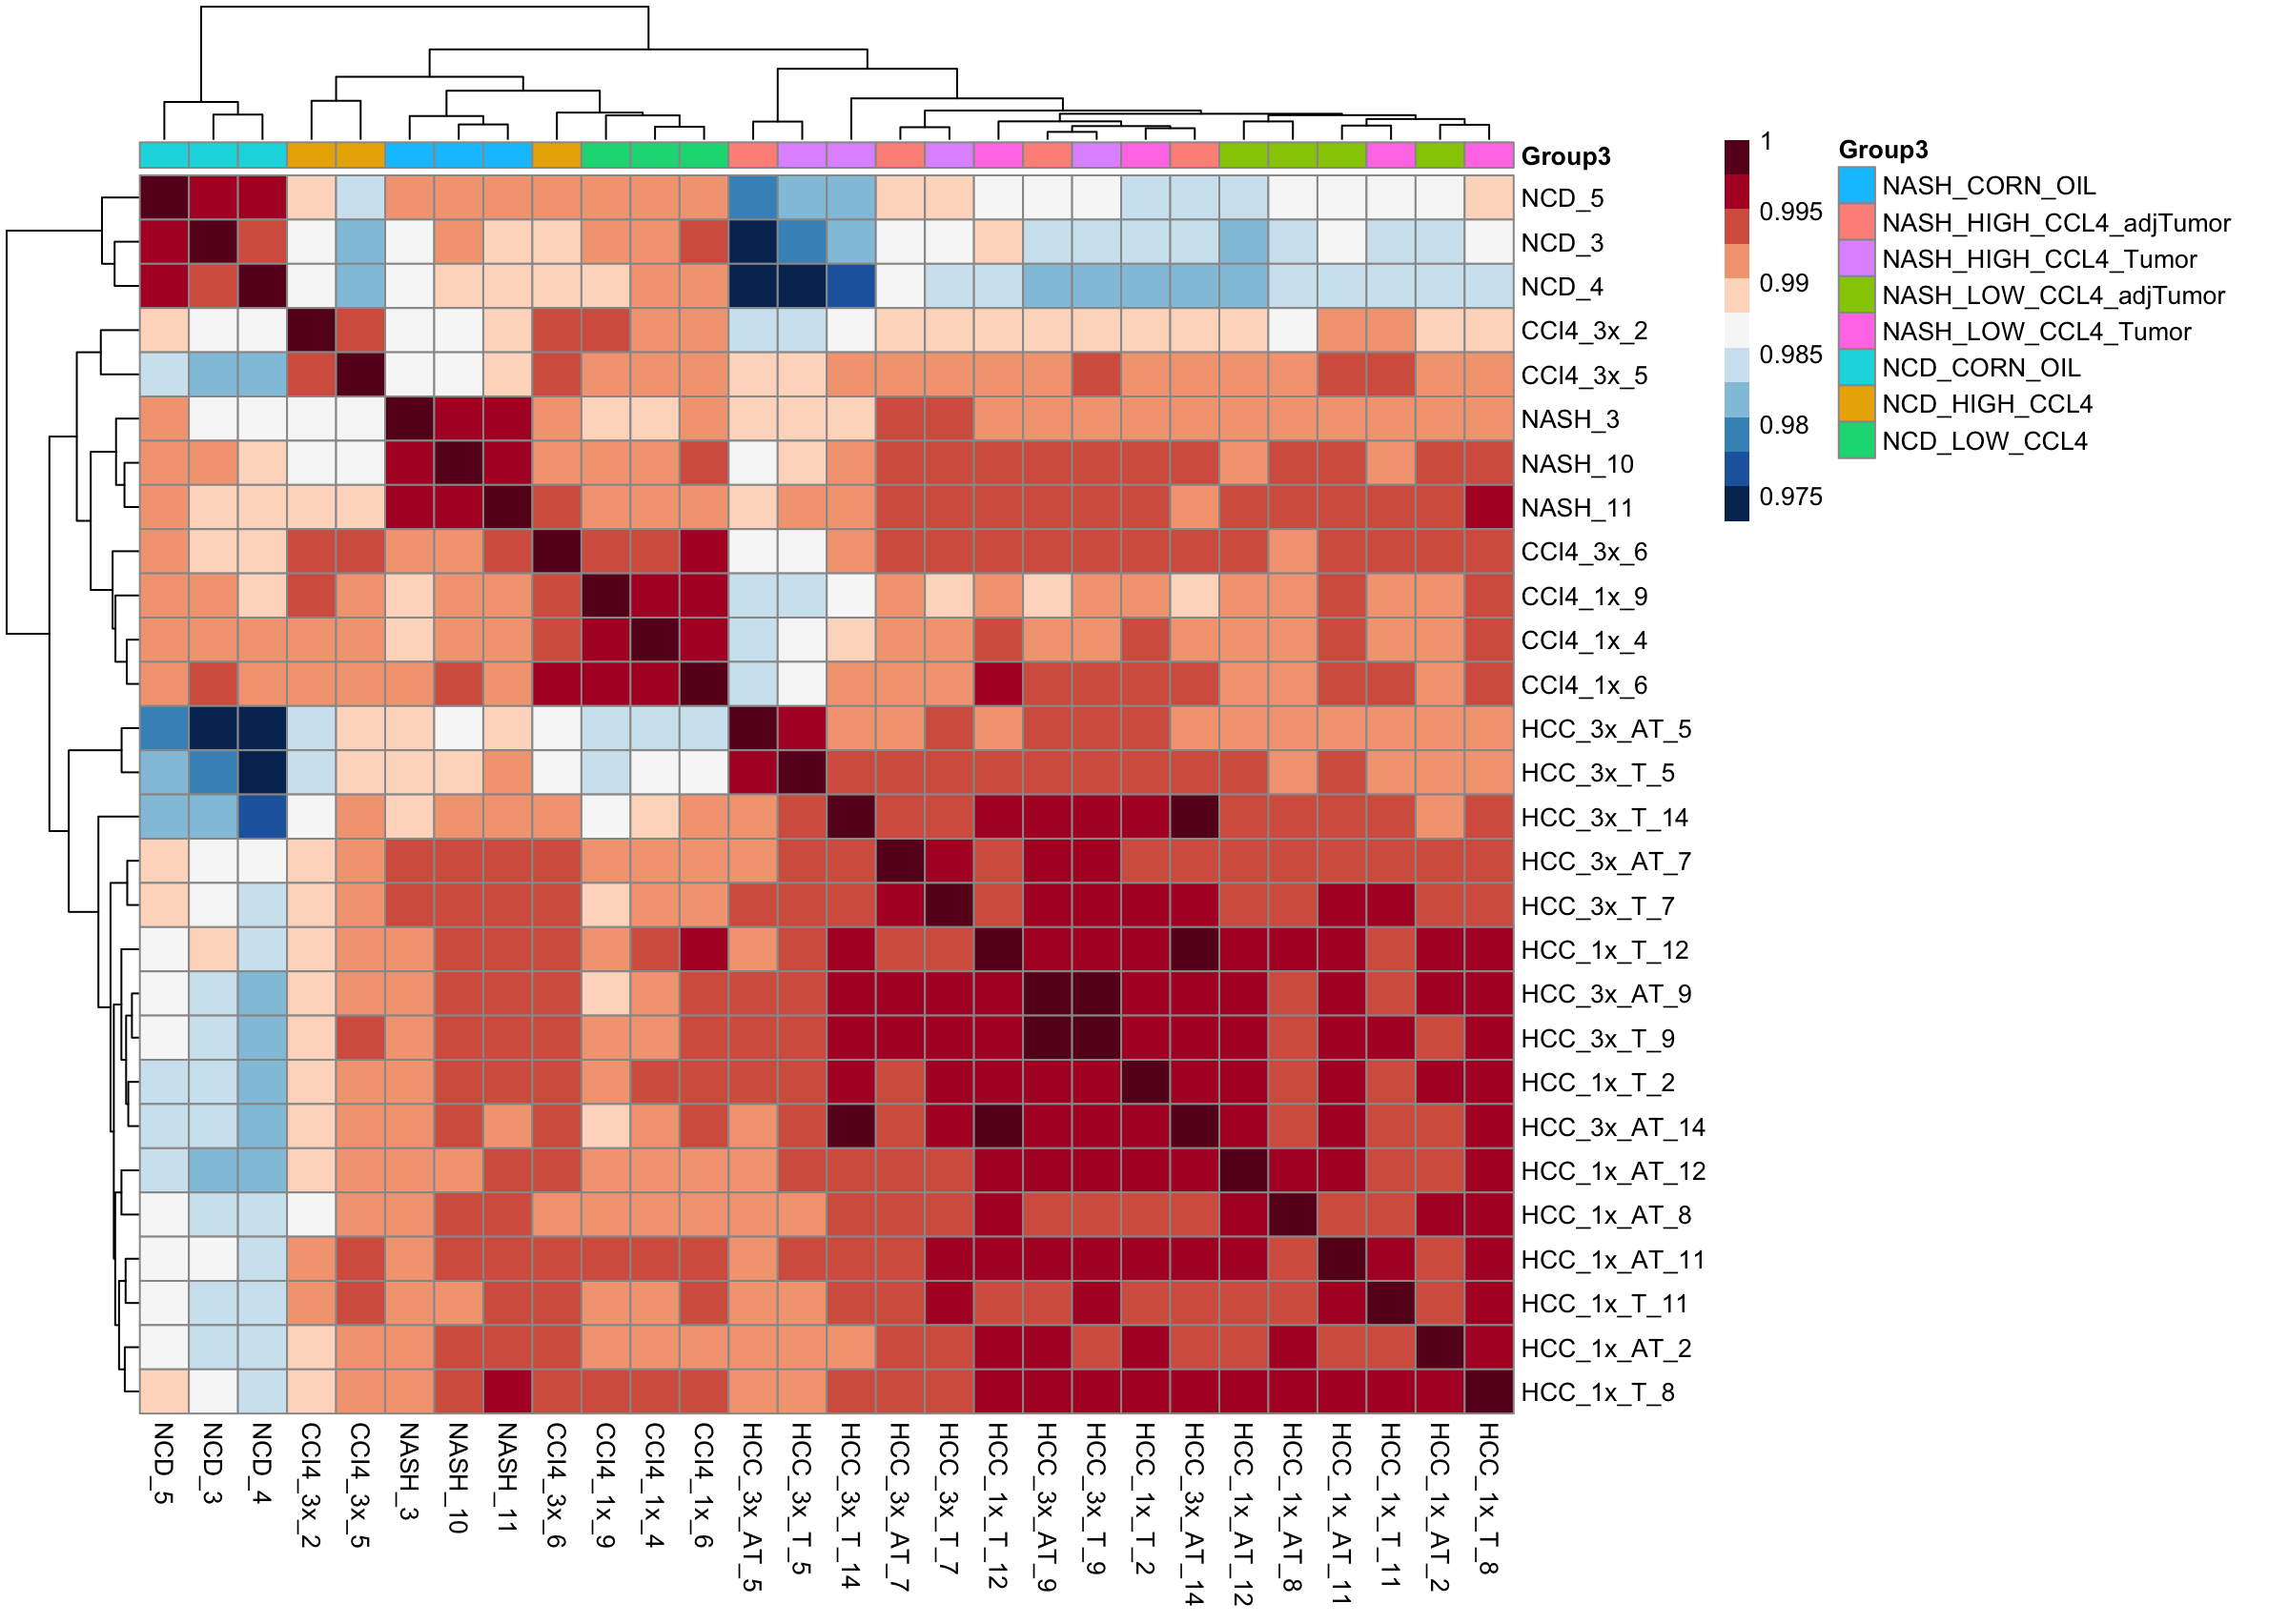 Group3
NCD_5
NCD_3
NCD_4
CCl4_3x_2
CCl4_3x_5
NASH_3
NASH_10
NASH_11
CCl4_3x_6
CCl4_1x_9
CCl4_1x_4
CCl4_1x_6
HCC_3x_AT_5
HCC_3x_T_5
HCC_3x_T_14
HCC_3x_AT_7
HCC_3x_T_7
HCC_1x_T_12
HCC_3x_AT_9
HCC_3x_T_9
HCC_1x_T_2
HCC_3x_AT_14
HCC_1x_AT_12
HCC_1x_AT_8
HCC_1x_AT_11
HCC_1x_T_11
HCC_1x_AT_2
HCC_1x_T_8
NCD_5
NCD_3
NCD_4
CCl4_3x_2
CCl4_3x_5
NASH_3
NASH_10
NASH_11
CCl4_3x_6
CCl4_1x_9
CCl4_1x_4
CCl4_1x_6
HCC_3x_AT_5
HCC_3x_T_5
HCC_3x_T_14
HCC_3x_AT_7
HCC_3x_T_7
HCC_1x_T_12
HCC_3x_AT_9
HCC_3x_T_9
HCC_1x_T_2
HCC_3x_AT_14
HCC_1x_AT_12
HCC_1x_AT_8
HCC_1x_AT_11
HCC_1x_T_11
HCC_1x_AT_2
HCC_1x_T_8
1
0.995
0.99
0.985
0.98
0.975
Group3
NASH_CORN_OIL
NASH_HIGH_CCL4_adjTumor
NASH_HIGH_CCL4_Tumor
NASH_LOW_CCL4_adjTumor
NASH_LOW_CCL4_Tumor
NCD_CORN_OIL
NCD_HIGH_CCL4
NCD_LOW_CCL4